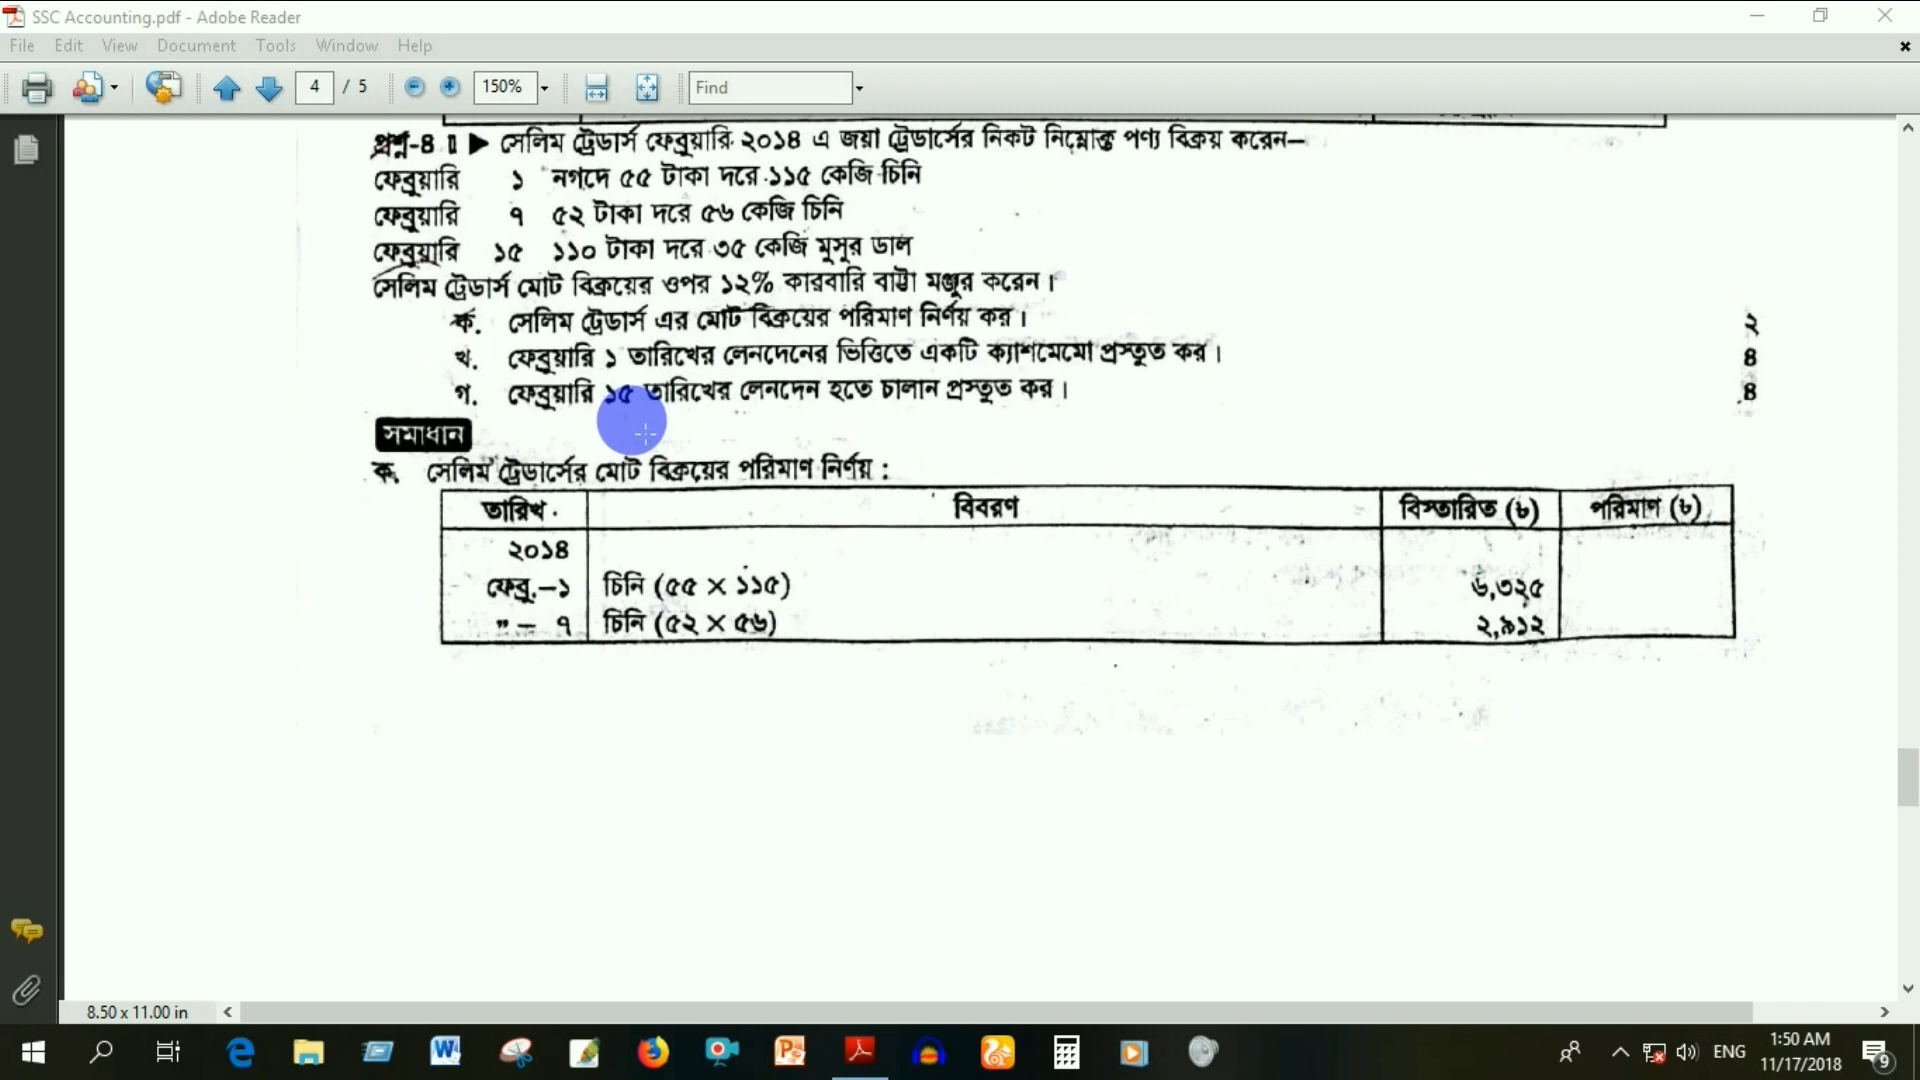 SSC Accounting.pdf - Adobe Reader
File Edit View Document Tools Window Help
4 / 5 150% Find
প্রশ্ন-৪ ॥ ▶ সেলিম ট্রেডার্স ফেব্রুয়ারি ২০১৪ এ জয়া ট্রেডার্সের নিকট নিম্নোক্ত পণ্য বিক্রয় করেন—
ফেব্রুয়ারি ১ নগদে ৫৫ টাকা দরে ১১৫ কেজি চিনি
ফেব্রুয়ারি ৭ ৫২ টাকা দরে ৫৬ কেজি চিনি
ফেব্রুয়ারি ১৫ ১১০ টাকা দরে ৩৫ কেজি মুসুর ডাল
সেলিম ট্রেডার্স মোট বিক্রয়ের ওপর ১২% কারবারি বাট্টা মঞ্জুর করেন।
ক. সেলিম ট্রেডার্স এর মোট বিক্রয়ের পরিমাণ নির্ণয় কর। ২
খ. ফেব্রুয়ারি ১ তারিখের লেনদেনের ভিত্তিতে একটি ক্যাশমেমো প্রস্তুত কর। ৪
গ. ফেব্রুয়ারি ১৫ তারিখের লেনদেন হতে চালান প্রস্তুত কর। ৪
সমাধান
ক. সেলিম ট্রেডার্সের মোট বিক্রয়ের পরিমাণ নির্ণয় :
তারিখ বিবরণ বিস্তারিত (৳) পরিমাণ (৳)
২০১৪
ফেব্রু.–১ চিনি (৫৫ × ১১৫) ৬,৩২৫
” – ৭ চিনি (৫২ × ৫৬) ২,৯১২
8.50 x 11.00 in
ENG 1:50 AM
11/17/2018 9